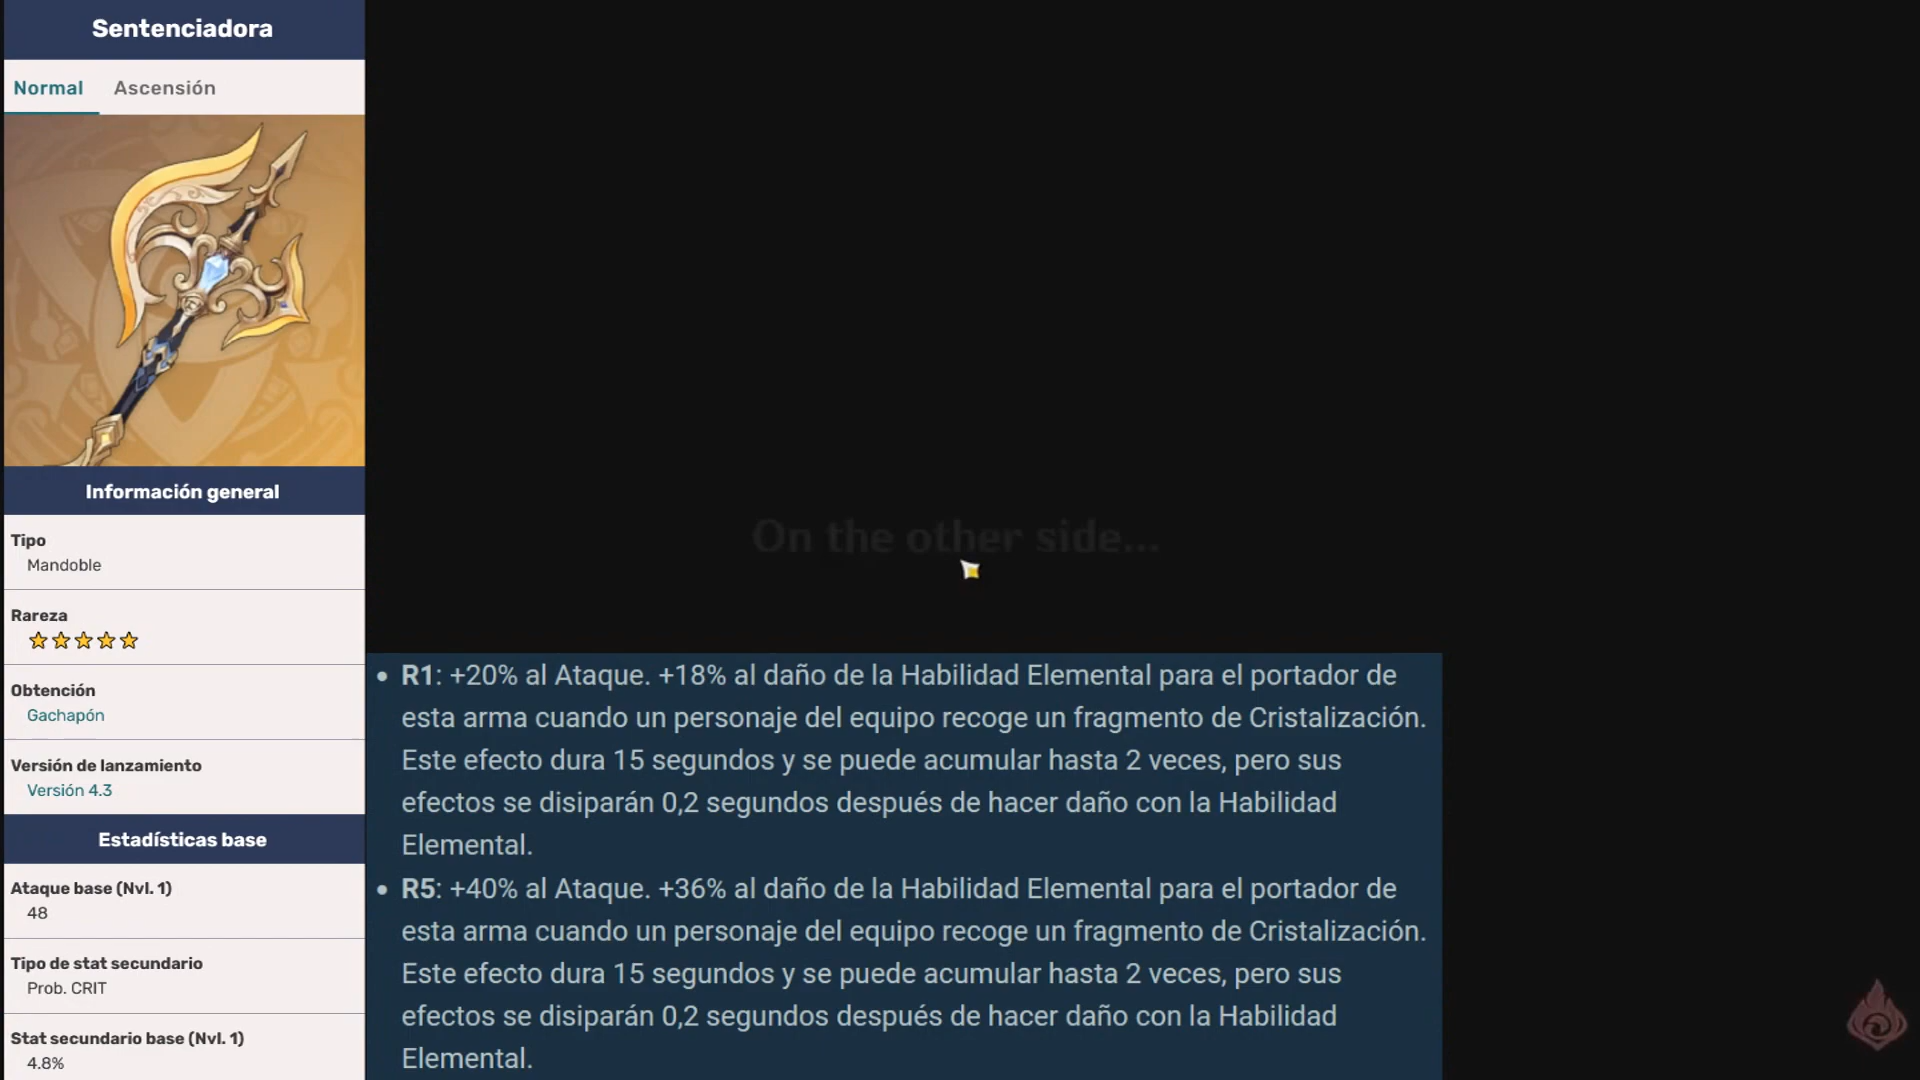 Sentenciadora
Normal
Ascensión
Información general
Tipo
Mandoble
Rareza
Obtención
Gachapón
Versión de lanzamiento
Versión 4.3
Estadísticas base
Ataque base (Nvl. 1)
48
Tipo de stat secundario
Prob. CRIT
Stat secundario base (Nvl. 1)
4.8%
On the other side...
• R1: +20% al Ataque. +18% al daño de la Habilidad Elemental para el portador de
esta arma cuando un personaje del equipo recoge un fragmento de Cristalización.
Este efecto dura 15 segundos y se puede acumular hasta 2 veces, pero sus
efectos se disiparán 0,2 segundos después de hacer daño con la Habilidad
Elemental.
• R5: +40% al Ataque. +36% al daño de la Habilidad Elemental para el portador de
esta arma cuando un personaje del equipo recoge un fragmento de Cristalización.
Este efecto dura 15 segundos y se puede acumular hasta 2 veces, pero sus
efectos se disiparán 0,2 segundos después de hacer daño con la Habilidad
Elemental.